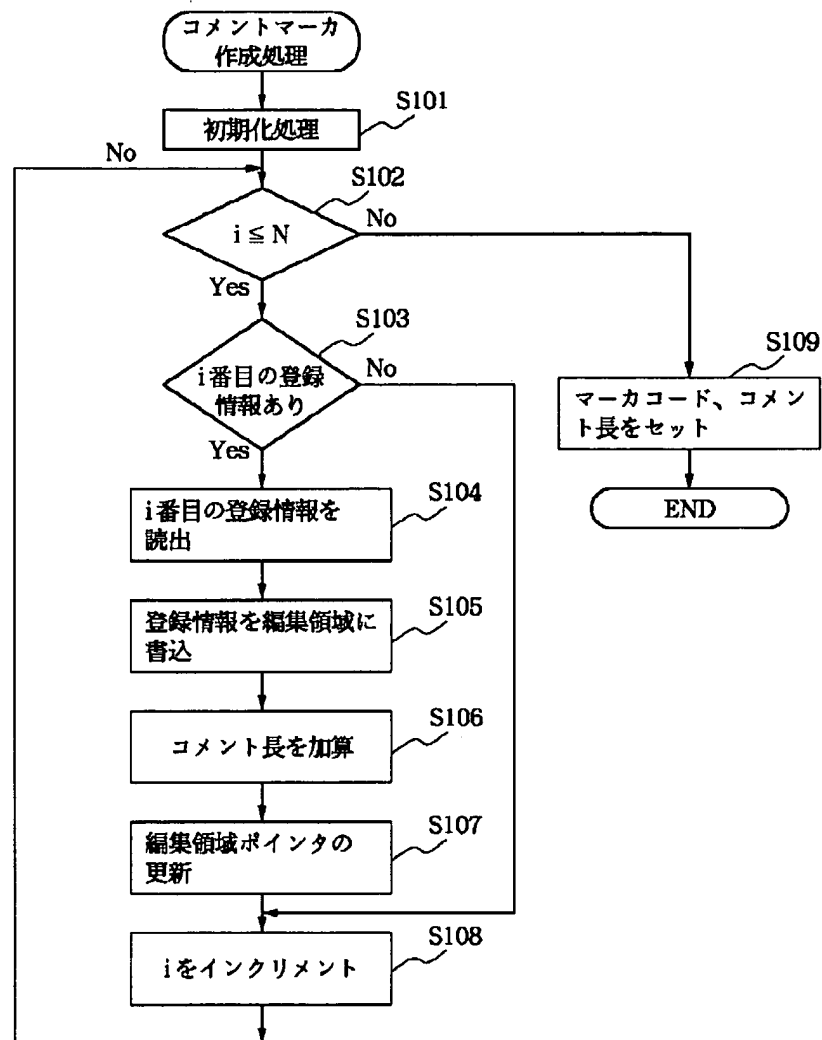 コメントマーカ
作成処理
S101
初期化処理
No
S102
i≦N
No
Yes
S103
i番目の登録
情報あり
No
Yes
S109
マーカコード、コメン
ト長をセット
END
S104
i番目の登録情報を
読出
S105
登録情報を編集領域に
書込
S106
コメント長を加算
S107
編集領域ポインタの
更新
S108
iをインクリメント